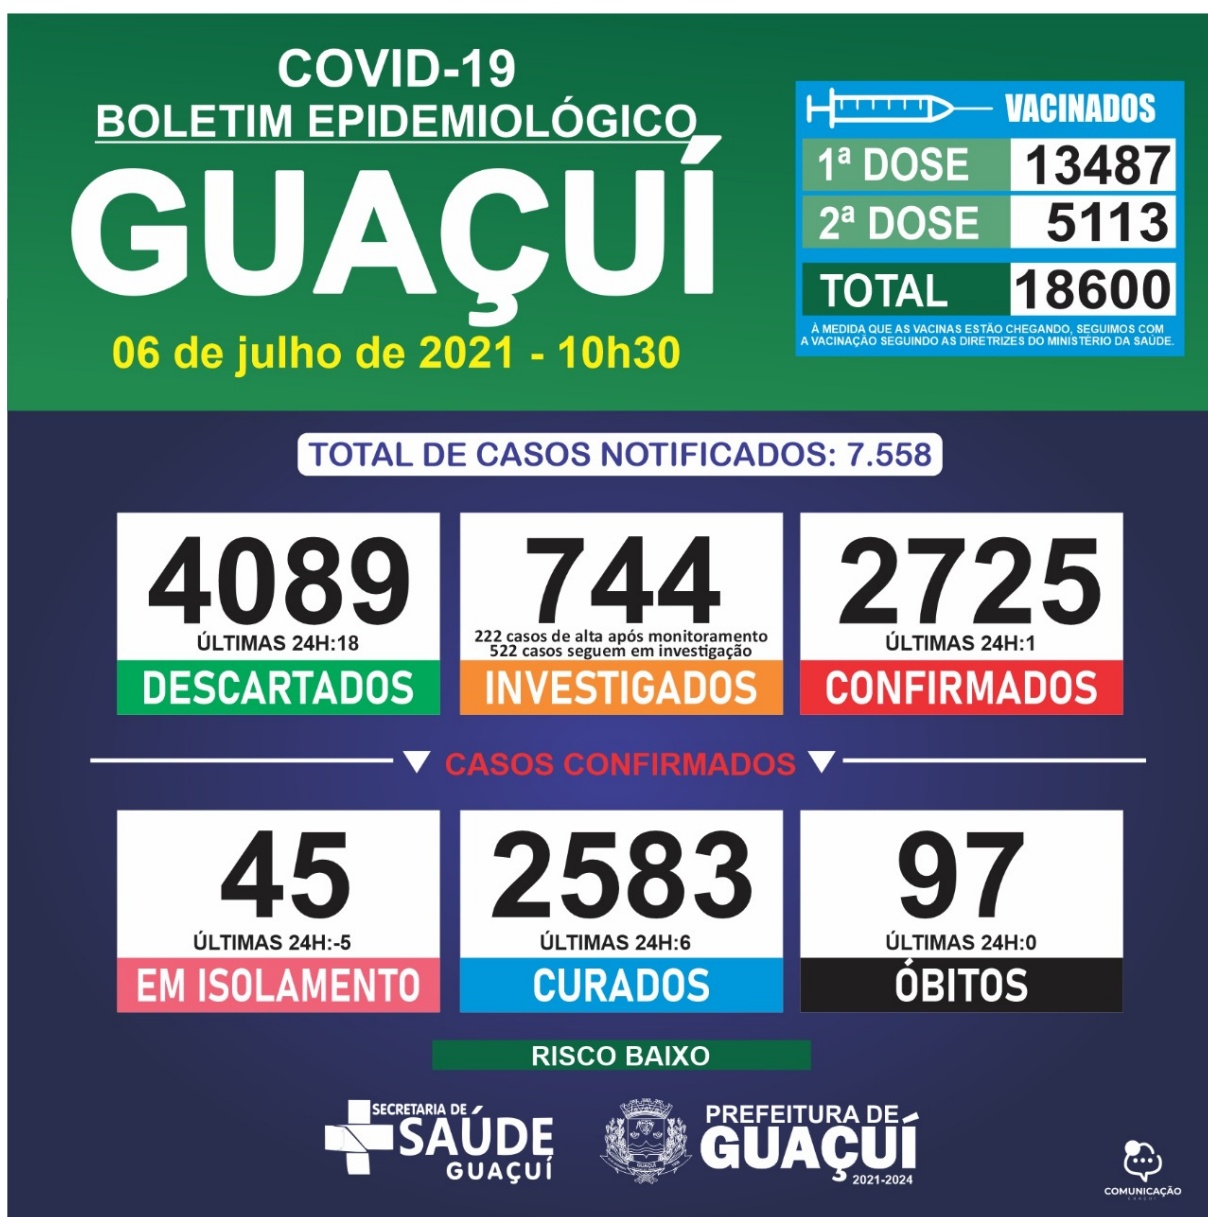 COVID-19
BOLETIM EPIDEMIOLÓGICO
GUAÇUÍ
06 de julho de 2021 - 10h30
VACINADOS
1ª DOSE 13487
2ª DOSE 5113
TOTAL 18600
À MEDIDA QUE AS VACINAS ESTÃO CHEGANDO, SEGUIMOS COM
A VACINAÇÃO SEGUINDO AS DIRETRIZES DO MINISTÉRIO DA SAÚDE.
TOTAL DE CASOS NOTIFICADOS: 7.558
4089
ÚLTIMAS 24H:18
DESCARTADOS
744
222 casos de alta após monitoramento
522 casos seguem em investigação
INVESTIGADOS
2725
ÚLTIMAS 24H:1
CONFIRMADOS
CASOS CONFIRMADOS
45
ÚLTIMAS 24H:-5
EM ISOLAMENTO
2583
ÚLTIMAS 24H:6
CURADOS
97
ÚLTIMAS 24H:0
ÓBITOS
RISCO BAIXO
SECRETARIA DE
SAÚDE
GUAÇUÍ
PREFEITURA DE
GUAÇUÍ
2021-2024
COMUNICAÇÃO